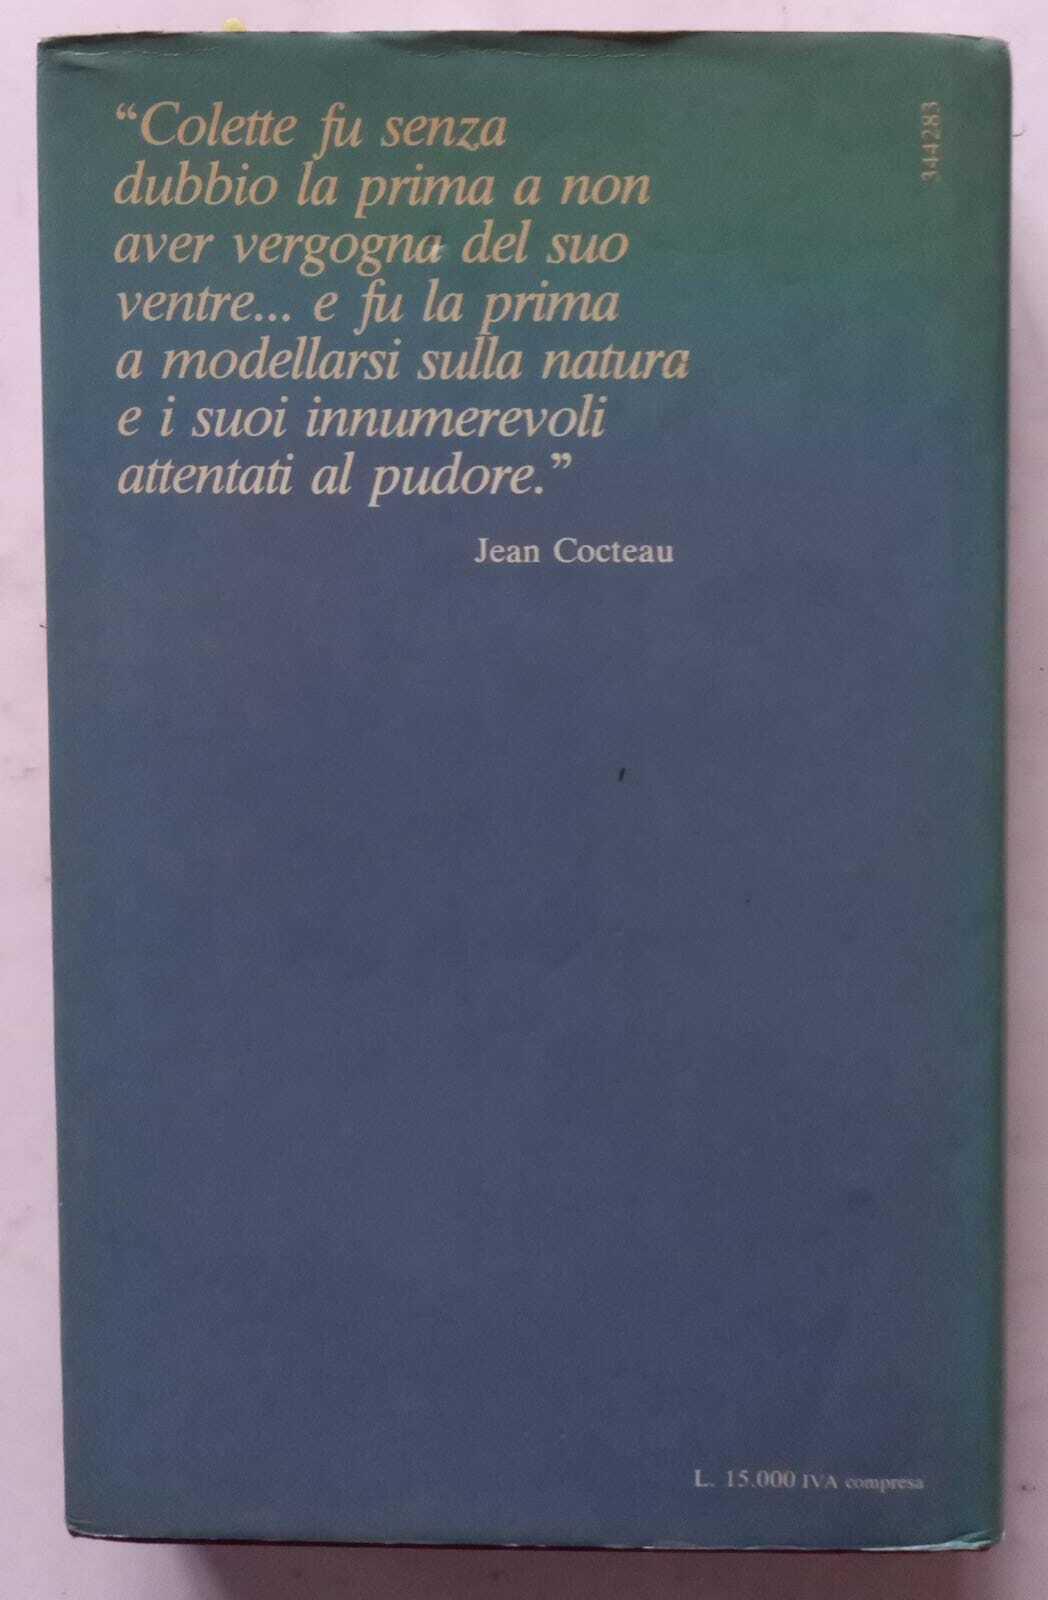 “Colette fu senza
dubbio la prima a non
aver vergogna del suo
ventre... e fu la prima
a modellarsi sulla natura
e i suoi innumerevoli
attentati al pudore.”
Jean Cocteau
344283
L. 15.000 IVA compresa